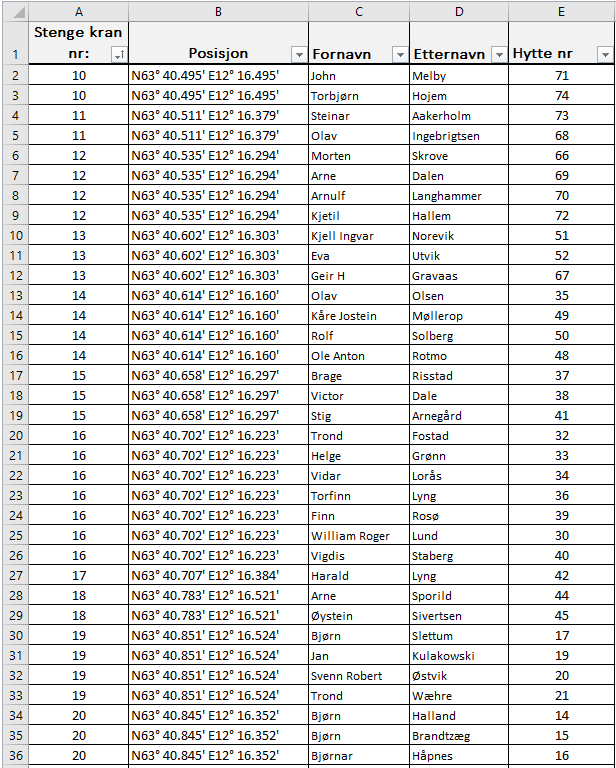 A B C D E
1 Stenge kran nr: Posisjon Fornavn Etternavn Hytte nr
2 10 N63° 40.495' E12° 16.495' John Melby 71
3 10 N63° 40.495' E12° 16.495' Torbjørn Hojem 74
4 11 N63° 40.511' E12° 16.379' Steinar Aakerholm 73
5 11 N63° 40.511' E12° 16.379' Olav Ingebrigtsen 68
6 12 N63° 40.535' E12° 16.294' Morten Skrove 66
7 12 N63° 40.535' E12° 16.294' Arne Dalen 69
8 12 N63° 40.535' E12° 16.294' Arnulf Langhammer 70
9 12 N63° 40.535' E12° 16.294' Kjetil Hallem 72
10 13 N63° 40.602' E12° 16.303' Kjell Ingvar Norevik 51
11 13 N63° 40.602' E12° 16.303' Eva Utvik 52
12 13 N63° 40.602' E12° 16.303' Geir H Gravaas 67
13 14 N63° 40.614' E12° 16.160' Olav Olsen 35
14 14 N63° 40.614' E12° 16.160' Kåre Jostein Møllerop 49
15 14 N63° 40.614' E12° 16.160' Rolf Solberg 50
16 14 N63° 40.614' E12° 16.160' Ole Anton Rotmo 48
17 15 N63° 40.658' E12° 16.297' Brage Risstad 37
18 15 N63° 40.658' E12° 16.297' Victor Dale 38
19 15 N63° 40.658' E12° 16.297' Stig Arnegård 41
20 16 N63° 40.702' E12° 16.223' Trond Fostad 32
21 16 N63° 40.702' E12° 16.223' Helge Grønn 33
22 16 N63° 40.702' E12° 16.223' Vidar Lorås 34
23 16 N63° 40.702' E12° 16.223' Torfinn Lyng 36
24 16 N63° 40.702' E12° 16.223' Finn Rosø 39
25 16 N63° 40.702' E12° 16.223' William Roger Lund 30
26 16 N63° 40.702' E12° 16.223' Vigdis Staberg 40
27 17 N63° 40.707' E12° 16.384' Harald Lyng 42
28 18 N63° 40.783' E12° 16.521' Arne Sporild 44
29 18 N63° 40.783' E12° 16.521' Øystein Sivertsen 45
30 19 N63° 40.851' E12° 16.524' Bjørn Slettum 17
31 19 N63° 40.851' E12° 16.524' Jan Kulakowski 19
32 19 N63° 40.851' E12° 16.524' Svenn Robert Østvik 20
33 19 N63° 40.851' E12° 16.524' Trond Wæhre 21
34 20 N63° 40.845' E12° 16.352' Bjørn Halland 14
35 20 N63° 40.845' E12° 16.352' Bjørn Brandtzæg 15
36 20 N63° 40.845' E12° 16.352' Bjørnar Håpnes 16